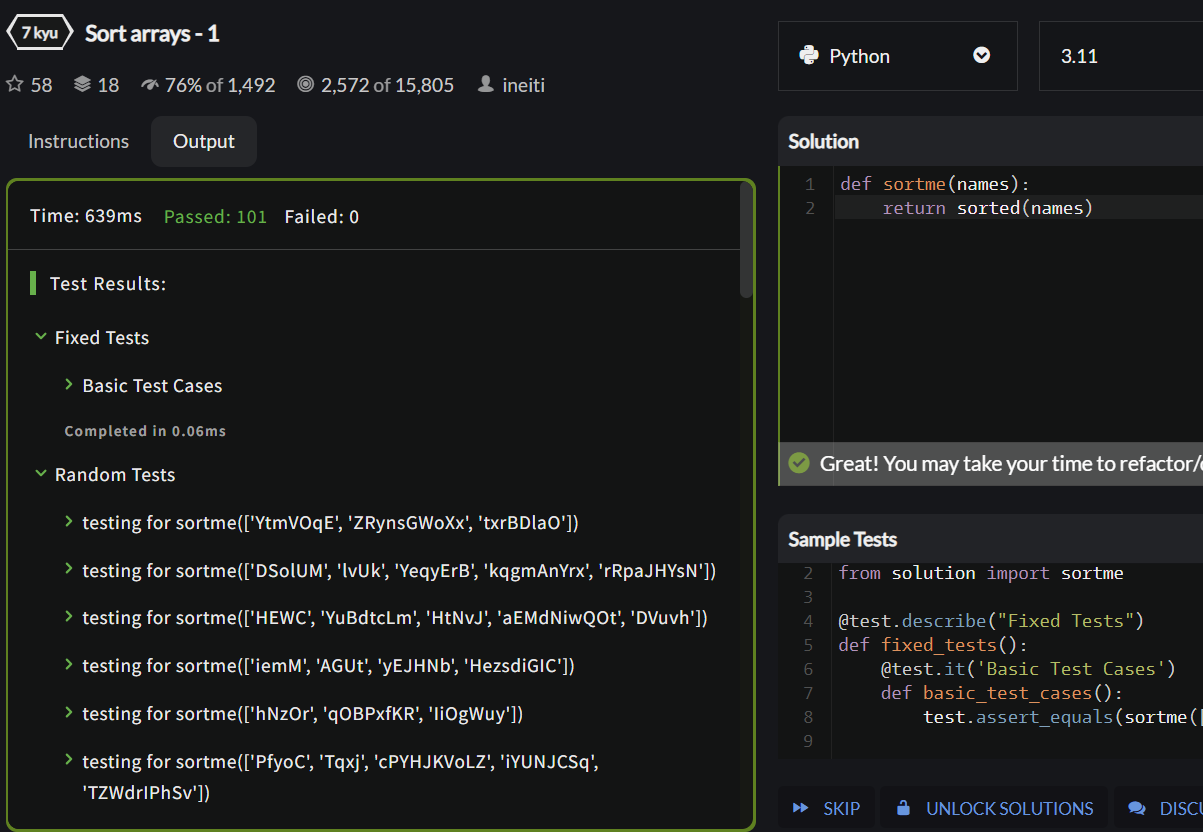 7 kyu Sort arrays - 1
58 18 76% of 1,492 2,572 of 15,805 ineiti
Instructions Output
Time: 639ms Passed: 101 Failed: 0
Test Results:
Fixed Tests
Basic Test Cases
Completed in 0.06ms
Random Tests
testing for sortme(['YtmVOqE', 'ZRynsGWoXx', 'txrBDlaO'])
testing for sortme(['DSolUM', 'lvUk', 'YeqyErB', 'kqgmAnYrx', 'rRpaJHYsN'])
testing for sortme(['HEWC', 'YuBdtcLm', 'HtNvJ', 'aEMdNiwQOt', 'DVuvh'])
testing for sortme(['iemM', 'AGUt', 'yEJHNb', 'HezsdiGIC'])
testing for sortme(['hNzOr', 'qOBPxfKR', 'IiOgWuy'])
testing for sortme(['PfyoC', 'Tqxj', 'cPYHJKVoLZ', 'iYUNJCSq',
'TZWdrIPhSv'])
Python 3.11
Solution
1 def sortme(names):
2 return sorted(names)
Great! You may take your time to refactor/
Sample Tests
2 from solution import sortme
3
4 @test.describe("Fixed Tests")
5 def fixed_tests():
6 @test.it('Basic Test Cases')
7 def basic_test_cases():
8 test.assert_equals(sortme([
9
SKIP UNLOCK SOLUTIONS DISCU